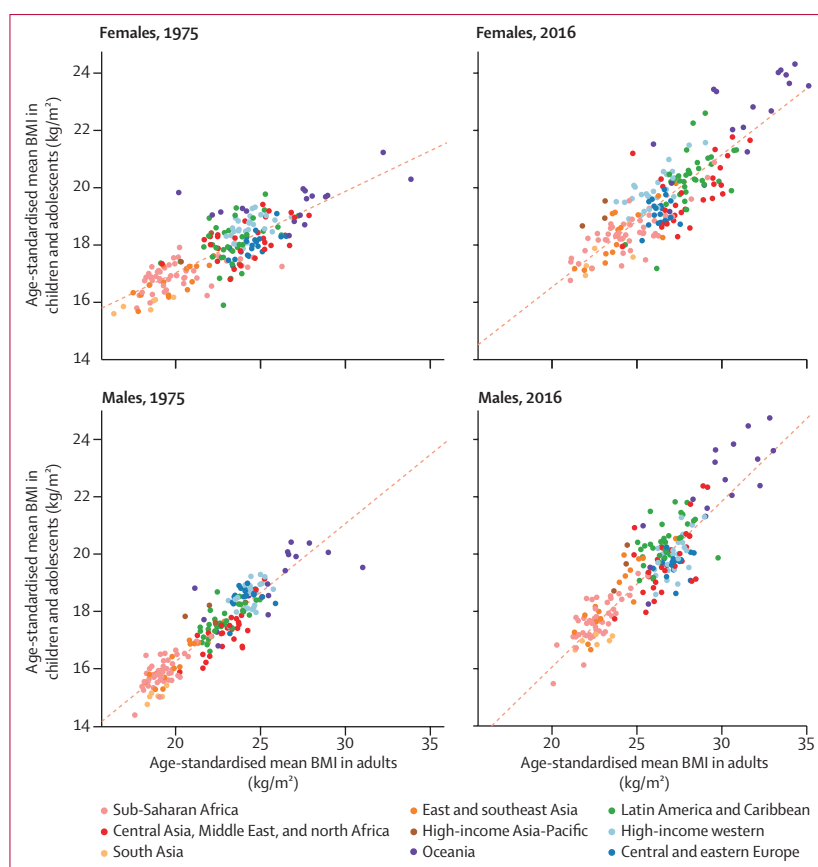 Females, 1975
Females, 2016
Age-standardised mean BMI in
children and adolescents (kg/m²)
24
22
20
18
16
14
Males, 1975
Males, 2016
Age-standardised mean BMI in
children and adolescents (kg/m²)
24
22
20
18
16
14
20 25 30 35
20 25 30 35
Age-standardised mean BMI in adults
(kg/m²)
Age-standardised mean BMI in adults
(kg/m²)
Sub-Saharan Africa
East and southeast Asia
Latin America and Caribbean
Central Asia, Middle East, and north Africa
High-income Asia-Pacific
High-income western
South Asia
Oceania
Central and eastern Europe